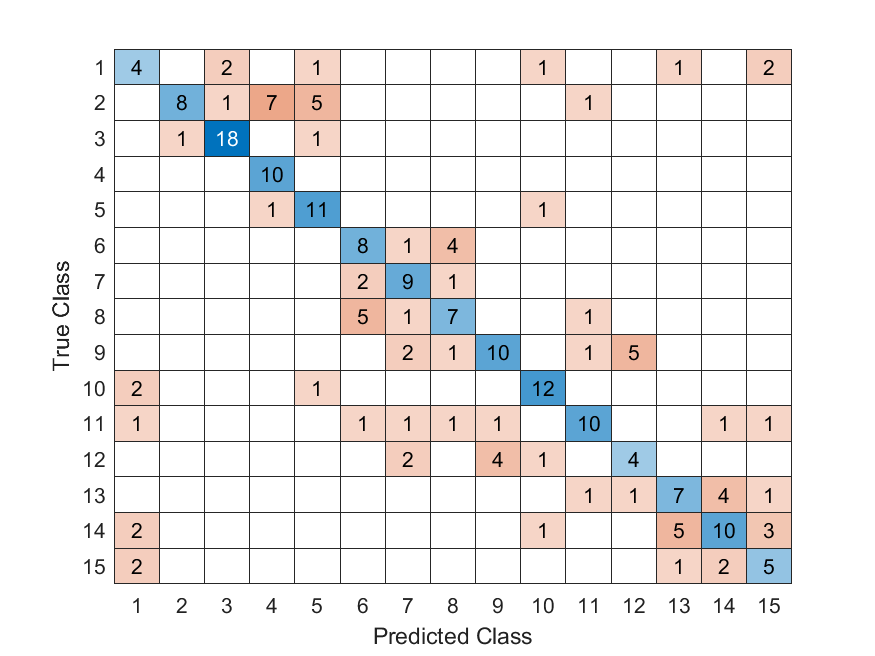 1 4 2 1 1 1 2
2 8 1 7 5 1
3 1 18 1
4 10
5 1 11 1
6 8 1 4
7 2 9 1
8 5 1 7 1
9 2 1 10 1 5
10 2 1 12
11 1 1 1 1 1 10 1 1
12 2 4 1 4
13 1 1 7 4 1
14 2 1 5 10 3
15 2 1 2 5
True Class
1 2 3 4 5 6 7 8 9 10 11 12 13 14 15
Predicted Class